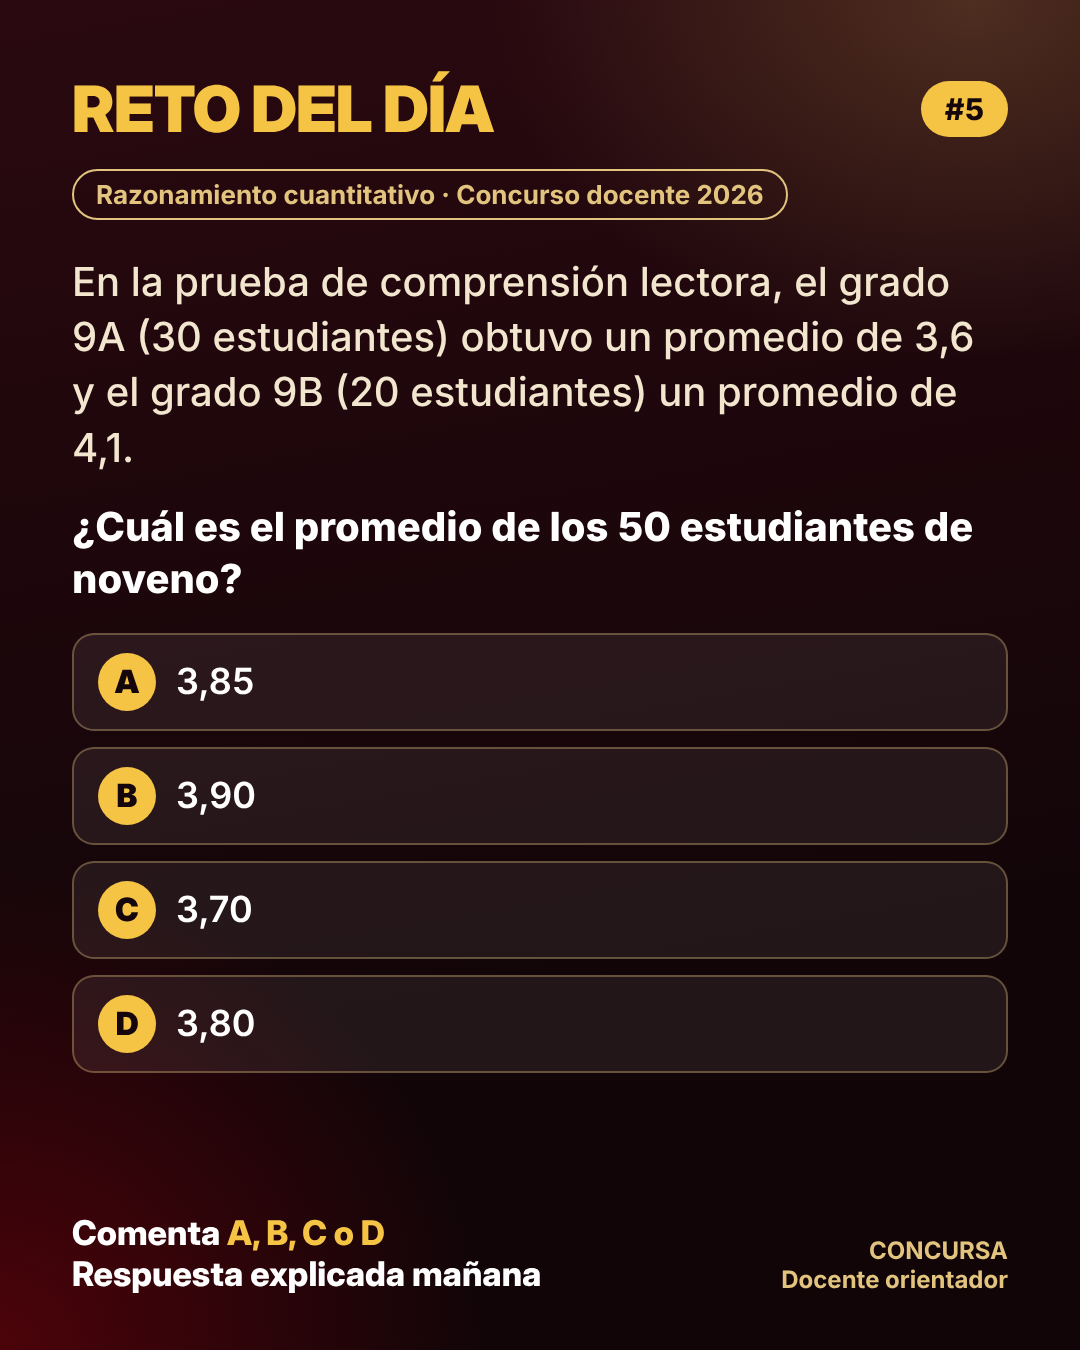 RETO DEL DÍA
#5
Razonamiento cuantitativo · Concurso docente 2026
En la prueba de comprensión lectora, el grado
9A (30 estudiantes) obtuvo un promedio de 3,6
y el grado 9B (20 estudiantes) un promedio de
4,1.
¿Cuál es el promedio de los 50 estudiantes de
noveno?
A 3,85
B 3,90
C 3,70
D 3,80
Comenta A, B, C o D
Respuesta explicada mañana
CONCURSA
Docente orientador